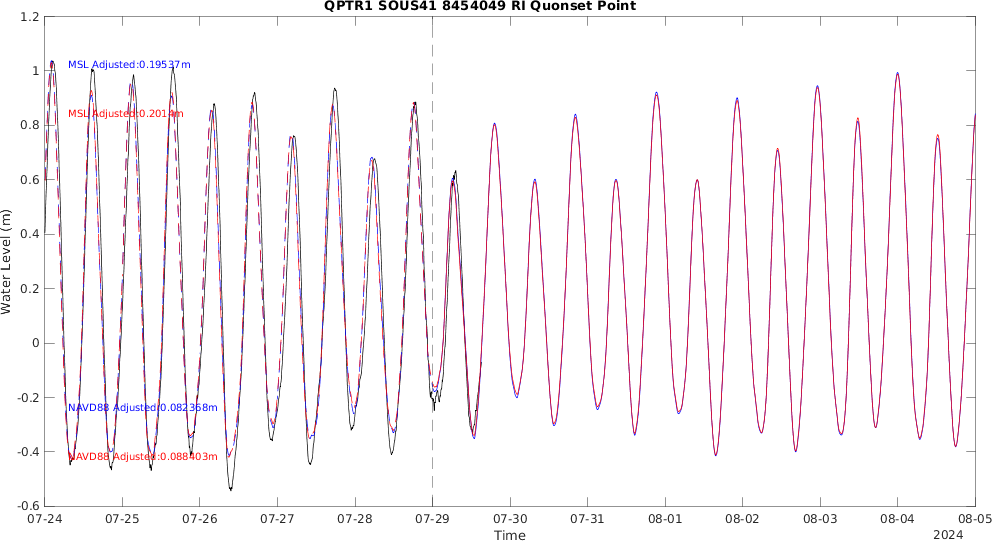 QPTR1 SOUS41 8454049 RI Quonset Point
1.2
1
0.8
0.6
0.4
0.2
0
-0.2
-0.4
-0.6
Water Level (m)
MSL Adjusted:0.19537m
MSL Adjusted:0.2014m
NAVD88 Adjusted:0.082368m
NAVD88 Adjusted:0.088403m
07-24 07-25 07-26 07-27 07-28 07-29 07-30 07-31 08-01 08-02 08-03 08-04 08-05
Time
2024